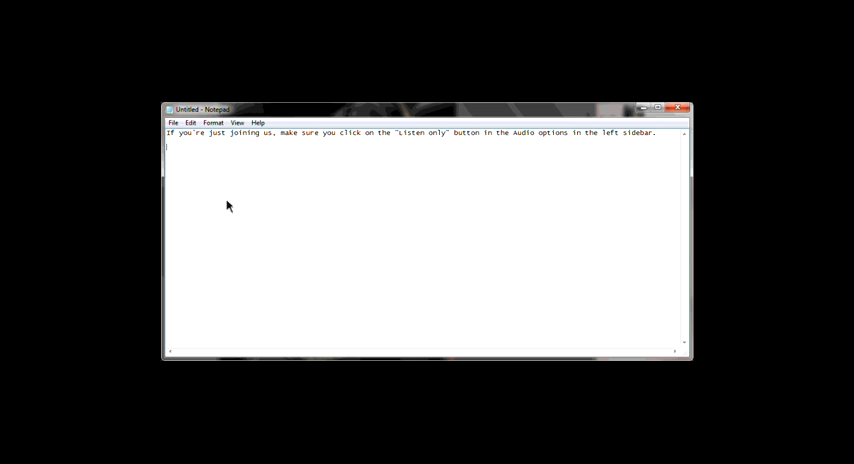 Untitled - Notepad
File Edit Format View Help
If you're just joining us, make sure you click on the "Listen only" button in the Audio options in the left sidebar.